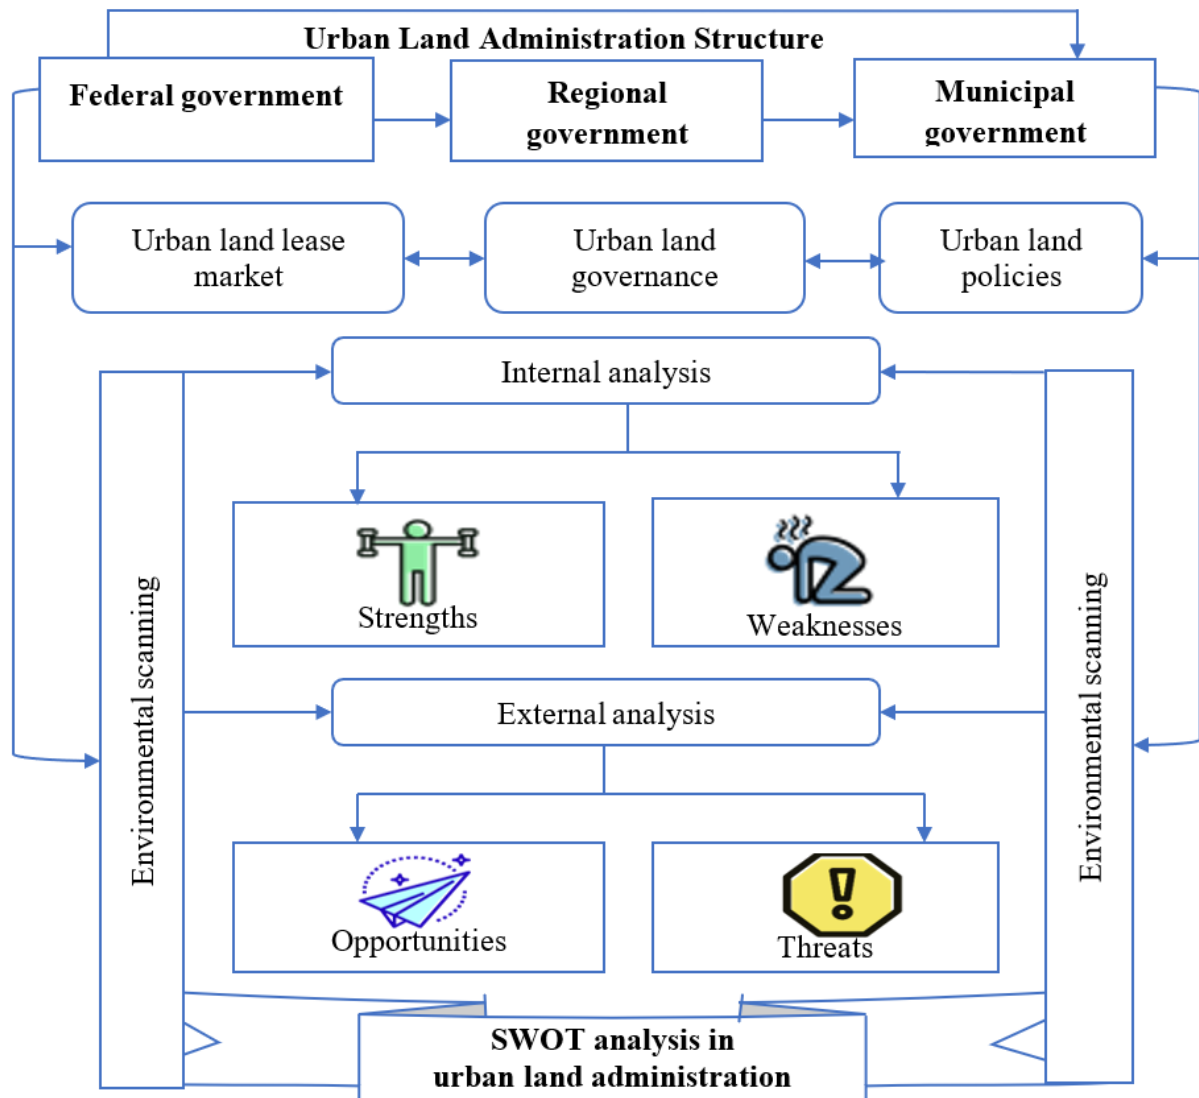 Urban Land Administration Structure
Federal government
Regional
government
Municipal
government
Urban land lease
market
Urban land
governance
Urban land
policies
Internal analysis
Strengths
Weaknesses
Environmental scanning
Environmental scanning
External analysis
Opportunities
Threats
SWOT analysis in
urban land administration